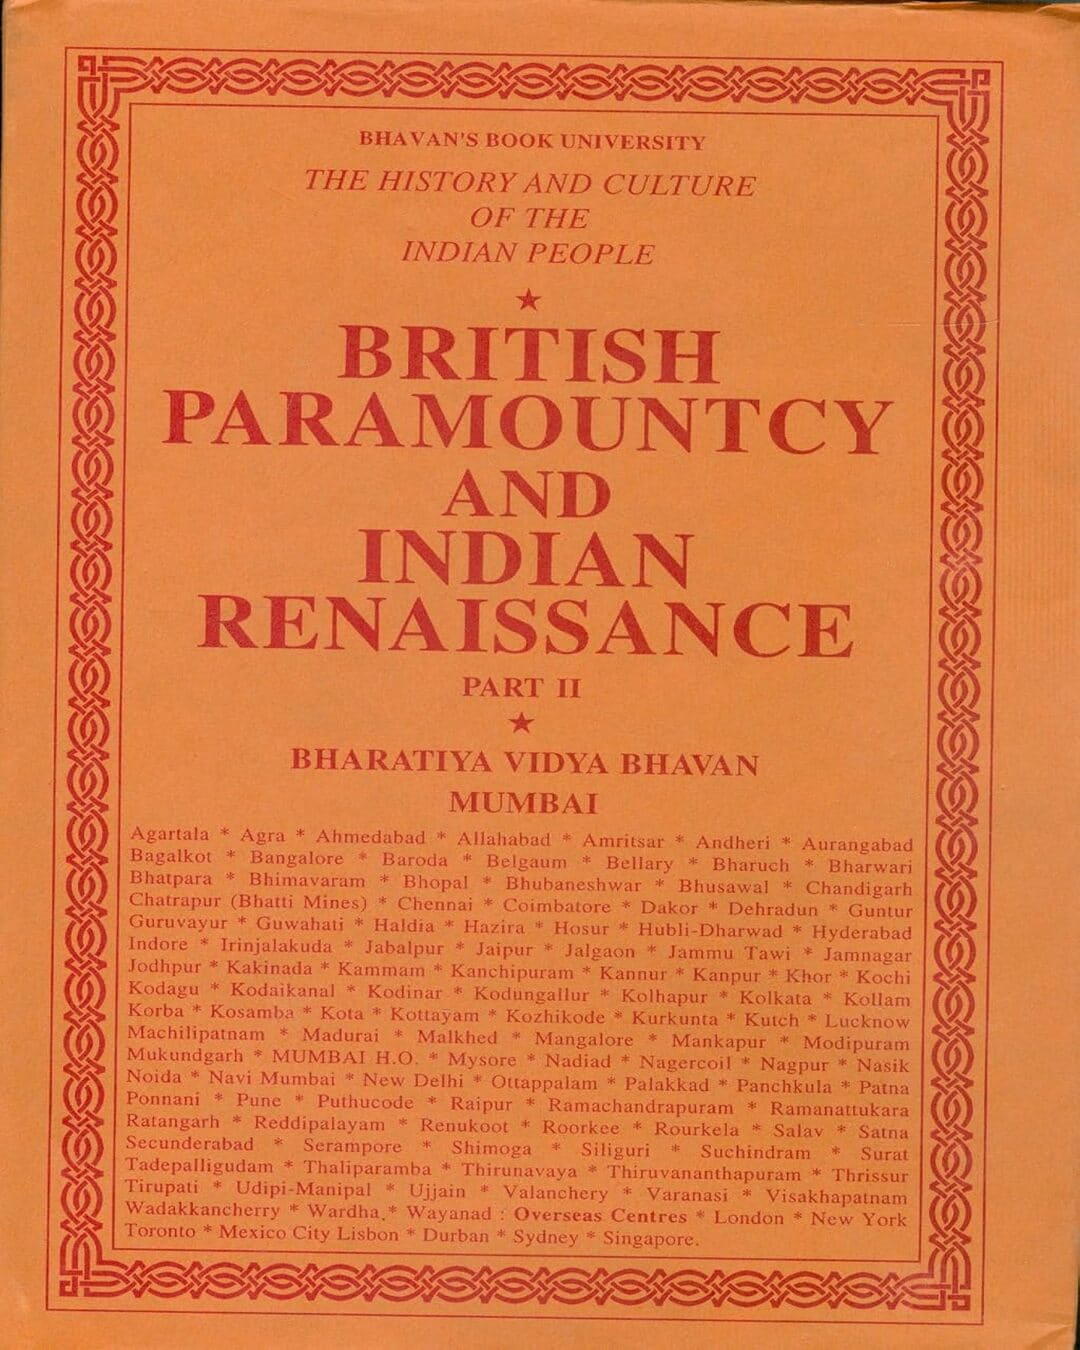 BHAVAN'S BOOK UNIVERSITY
THE HISTORY AND CULTURE
OF THE
INDIAN PEOPLE
★
BRITISH
PARAMOUNTCY
AND
INDIAN
RENAISSANCE
PART II
★
BHARATIYA VIDYA BHAVAN
MUMBAI
Agartala * Agra * Ahmedabad * Allahabad * Amritsar * Andheri * Aurangabad
Bagalkot * Bangalore * Baroda * Belgaum * Bellary * Bharuch * Bharwari
Bhatpara * Bhimavaram * Bhopal * Bhubaneshwar * Bhusawal * Chandigarh
Chatrapur (Bhatti Mines) * Chennai * Coimbatore * Dakor * Dehradun * Guntur
Guruvayur * Guwahati * Haldia * Hazira * Hosur * Hubli-Dharwad * Hyderabad
Indore * Irinjalakuda * Jabalpur * Jaipur * Jalgaon * Jammu Tawi * Jamnagar
Jodhpur * Kakinada * Kammam * Kanchipuram * Kannur * Kanpur * Khor * Kochi
Kodagu * Kodaikanal * Kodinar * Kodungallur * Kolhapur * Kolkata * Kollam
Korba * Kosamba * Kota * Kottayam * Kozhikode * Kurkunta * Kutch * Lucknow
Machilipatnam * Madurai * Malkhed * Mangalore * Mankapur * Modipuram
Mukundgarh * MUMBAI H.O. * Mysore * Nadiad * Nagercoil * Nagpur * Nasik
Noida * Navi Mumbai * New Delhi * Ottappalam * Palakkad * Panchkula * Patna
Ponnani * Pune * Puthucode * Raipur * Ramachandrapuram * Ramanattukara
Ratangarh * Reddipalayam * Renukoot * Roorkee * Rourkela * Salav * Satna
Secunderabad * Serampore * Shimoga * Siliguri * Suchindram * Surat
Tadepalligudam * Thaliparamba * Thirunavaya * Thiruvananthapuram * Thrissur
Tirupati * Udipi-Manipal * Ujjain * Valanchery * Varanasi * Visakhapatnam
Wadakkancherry * Wardha.* Wayanad : Overseas Centres * London * New York
Toronto * Mexico City Lisbon * Durban * Sydney * Singapore.